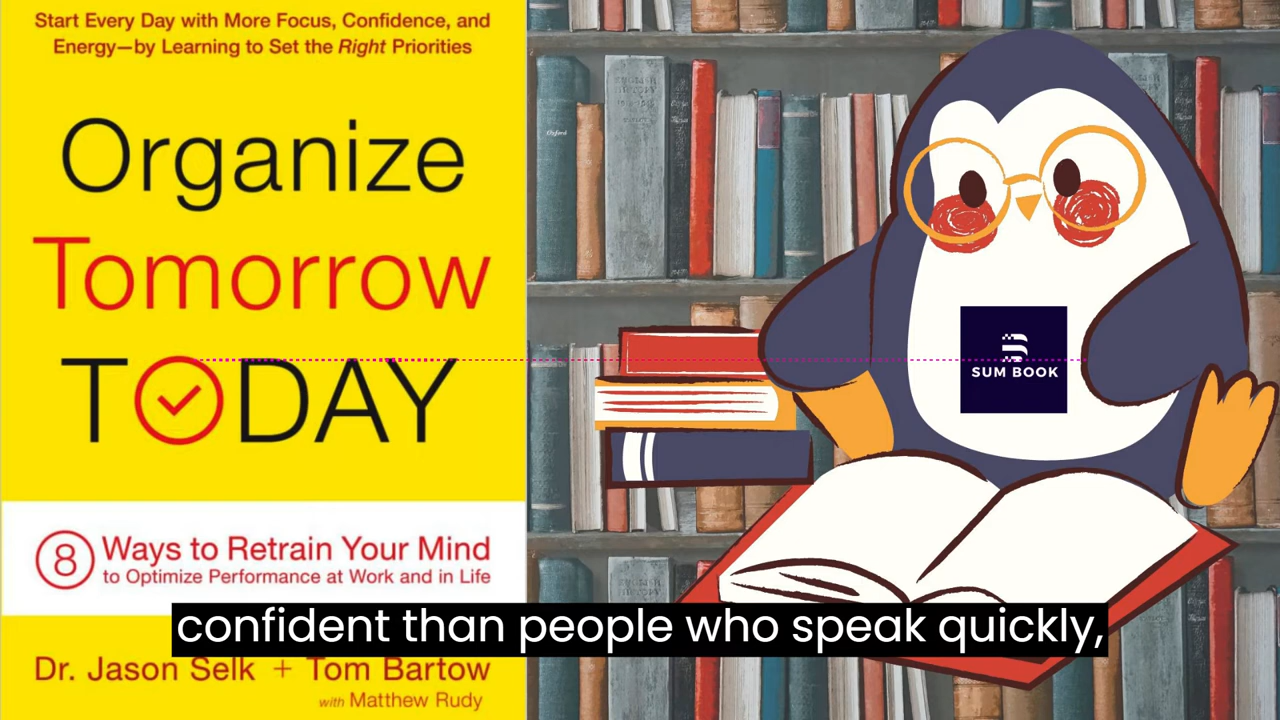 Start Every Day with More Focus, Confidence, and
Energy—by Learning to Set the Right Priorities
Organize
Tomorrow
TODAY
8 Ways to Retrain Your Mind
to Optimize Performance at Work and in Life
Dr. Jason Selk + Tom Bartow
with Matthew Rudy
SUM BOOK
confident than people who speak quickly,